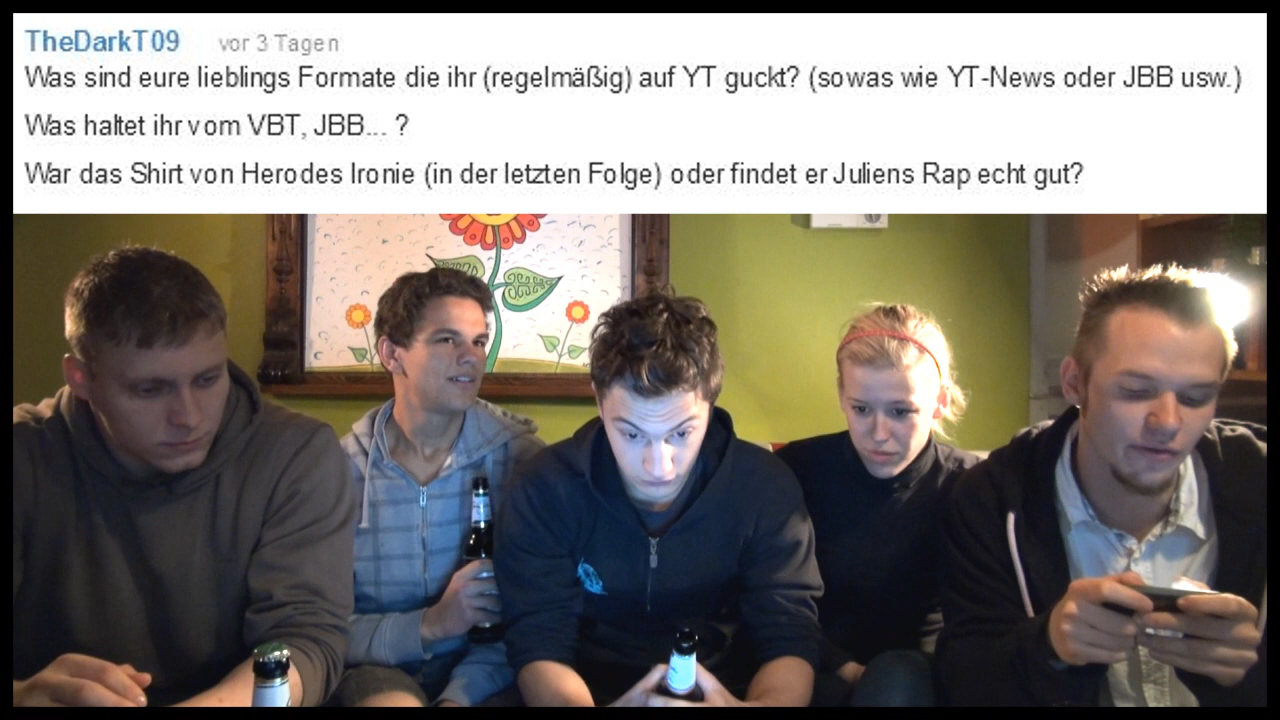 TheDarkT09 vor 3 Tagen
Was sind eure lieblings Formate die ihr (regelmäßig) auf YT guckt? (sowas wie YT-News oder JBB usw.)
Was haltet ihr vom VBT, JBB... ?
War das Shirt von Herodes Ironie (in der letzten Folge) oder findet er Juliens Rap echt gut?